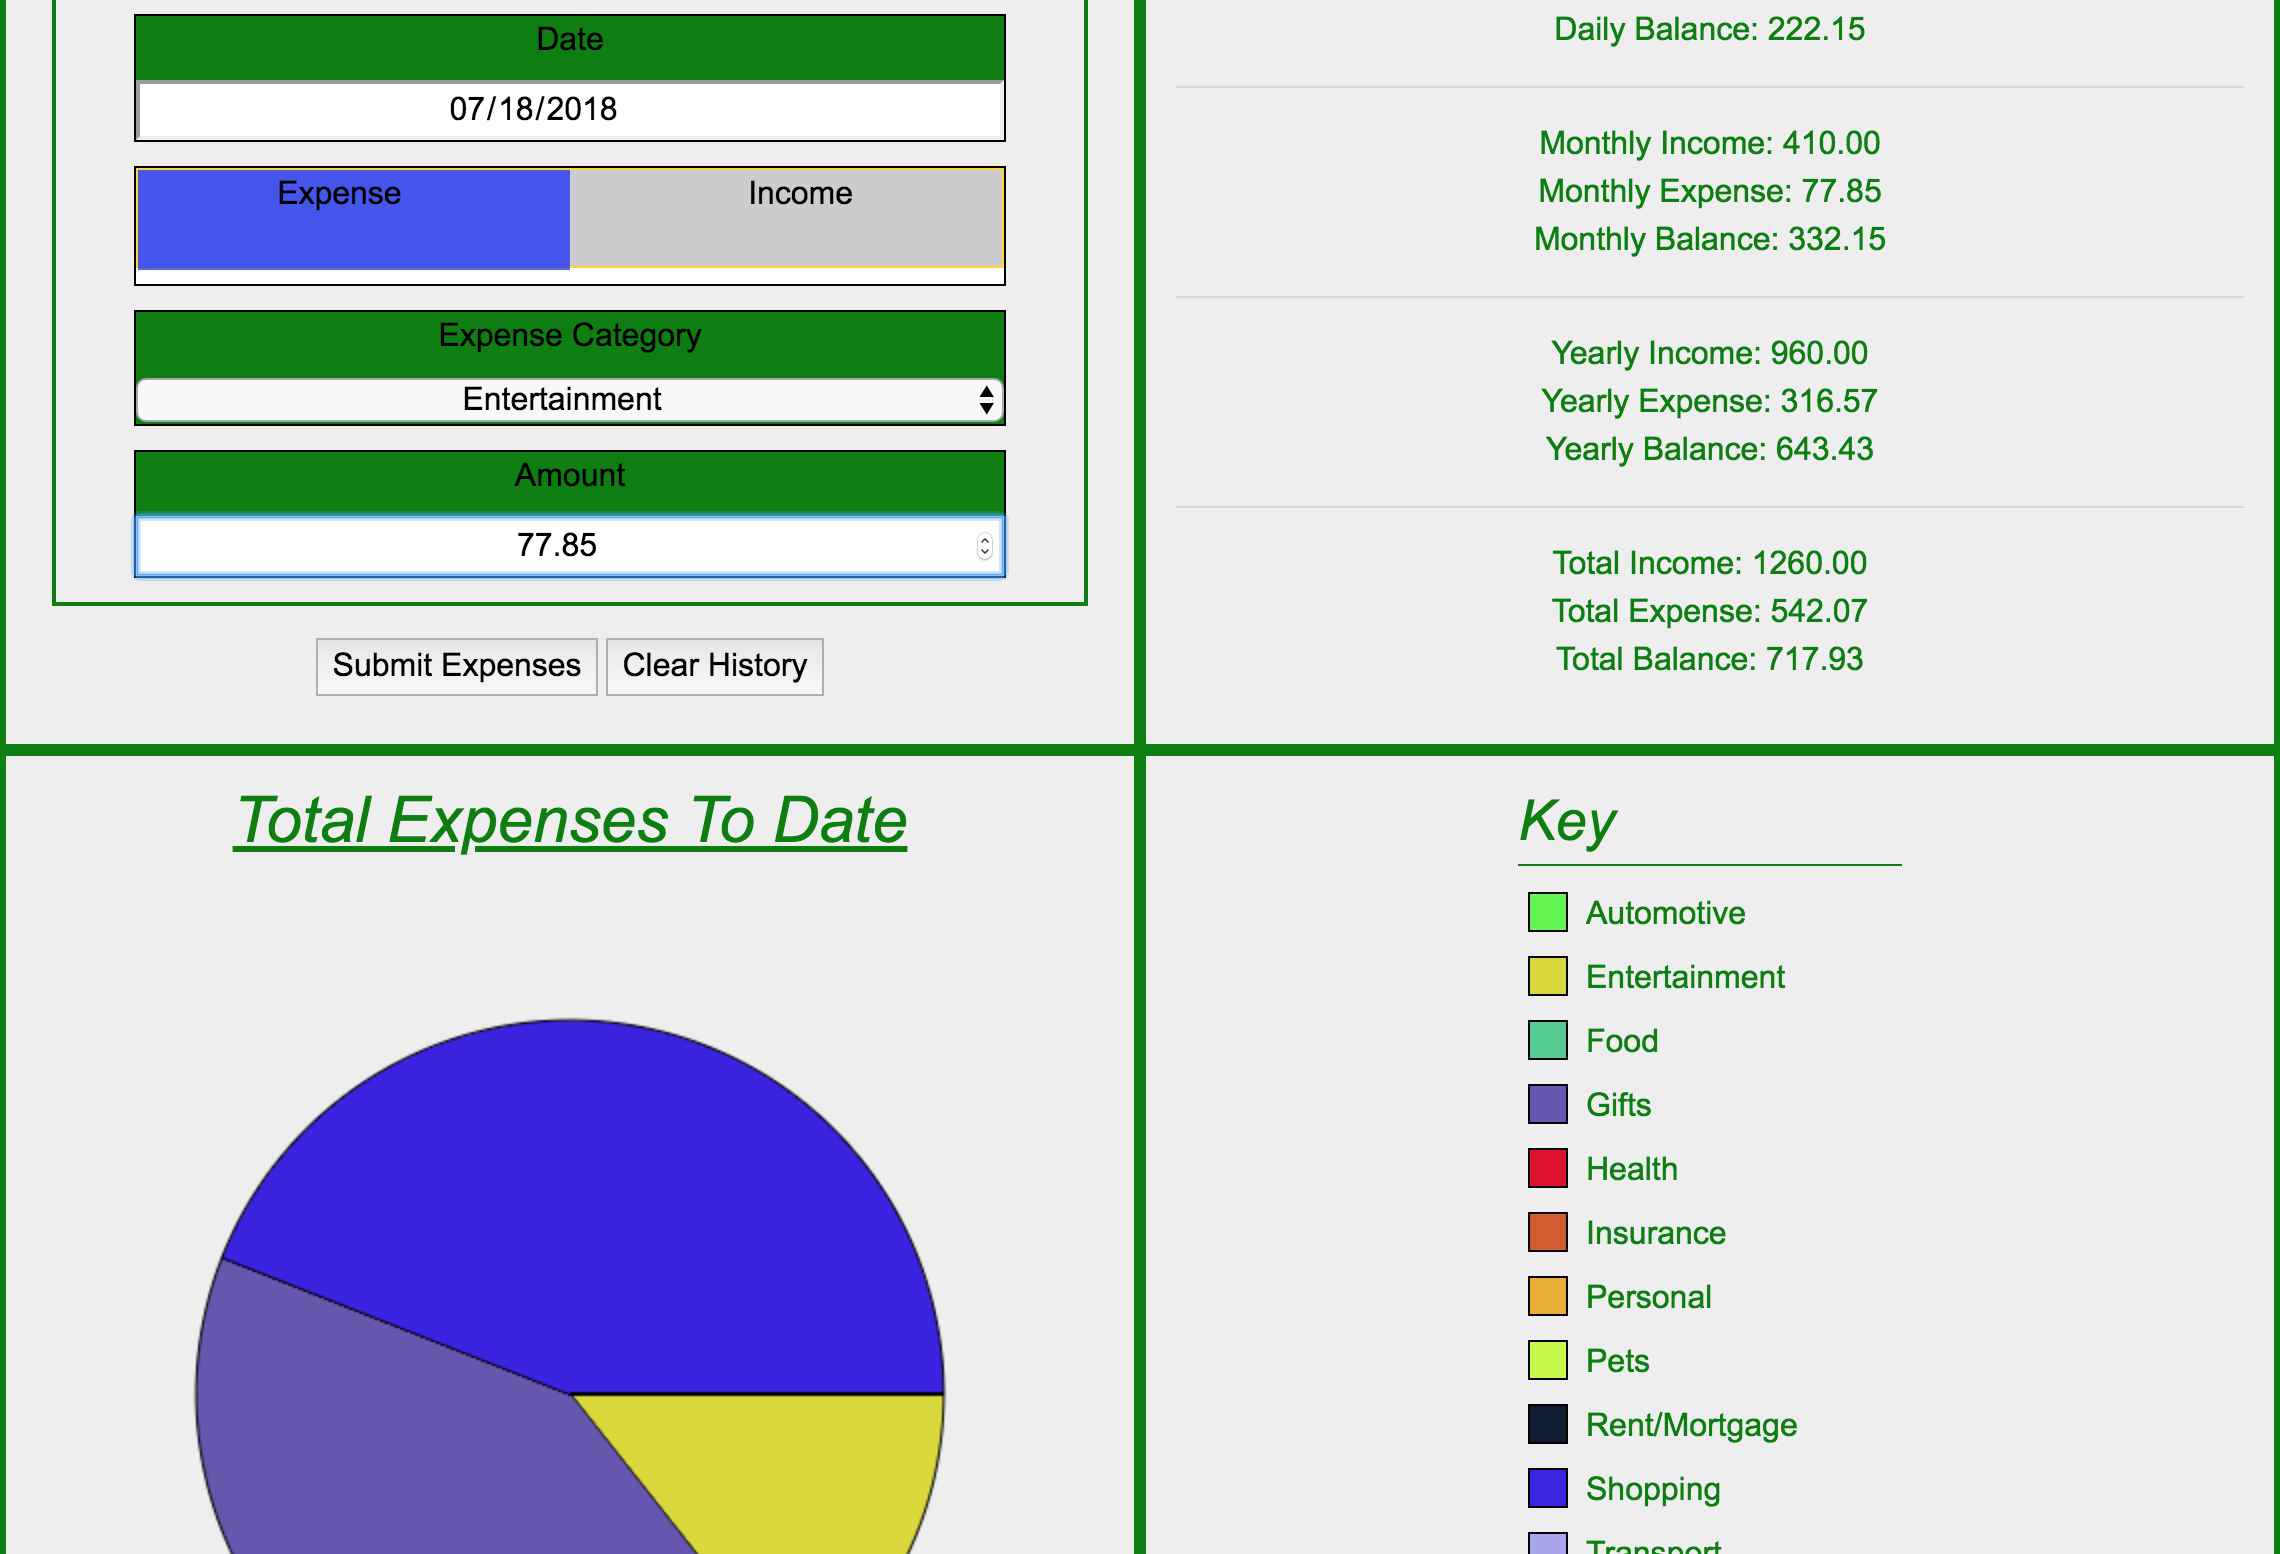 Date
07/18/2018
Expense Income
Expense Category
Entertainment
Amount
77.85
Submit Expenses Clear History
Daily Balance: 222.15
Monthly Income: 410.00
Monthly Expense: 77.85
Monthly Balance: 332.15
Yearly Income: 960.00
Yearly Expense: 316.57
Yearly Balance: 643.43
Total Income: 1260.00
Total Expense: 542.07
Total Balance: 717.93
Total Expenses To Date
Key
Automotive
Entertainment
Food
Gifts
Health
Insurance
Personal
Pets
Rent/Mortgage
Shopping
Transport